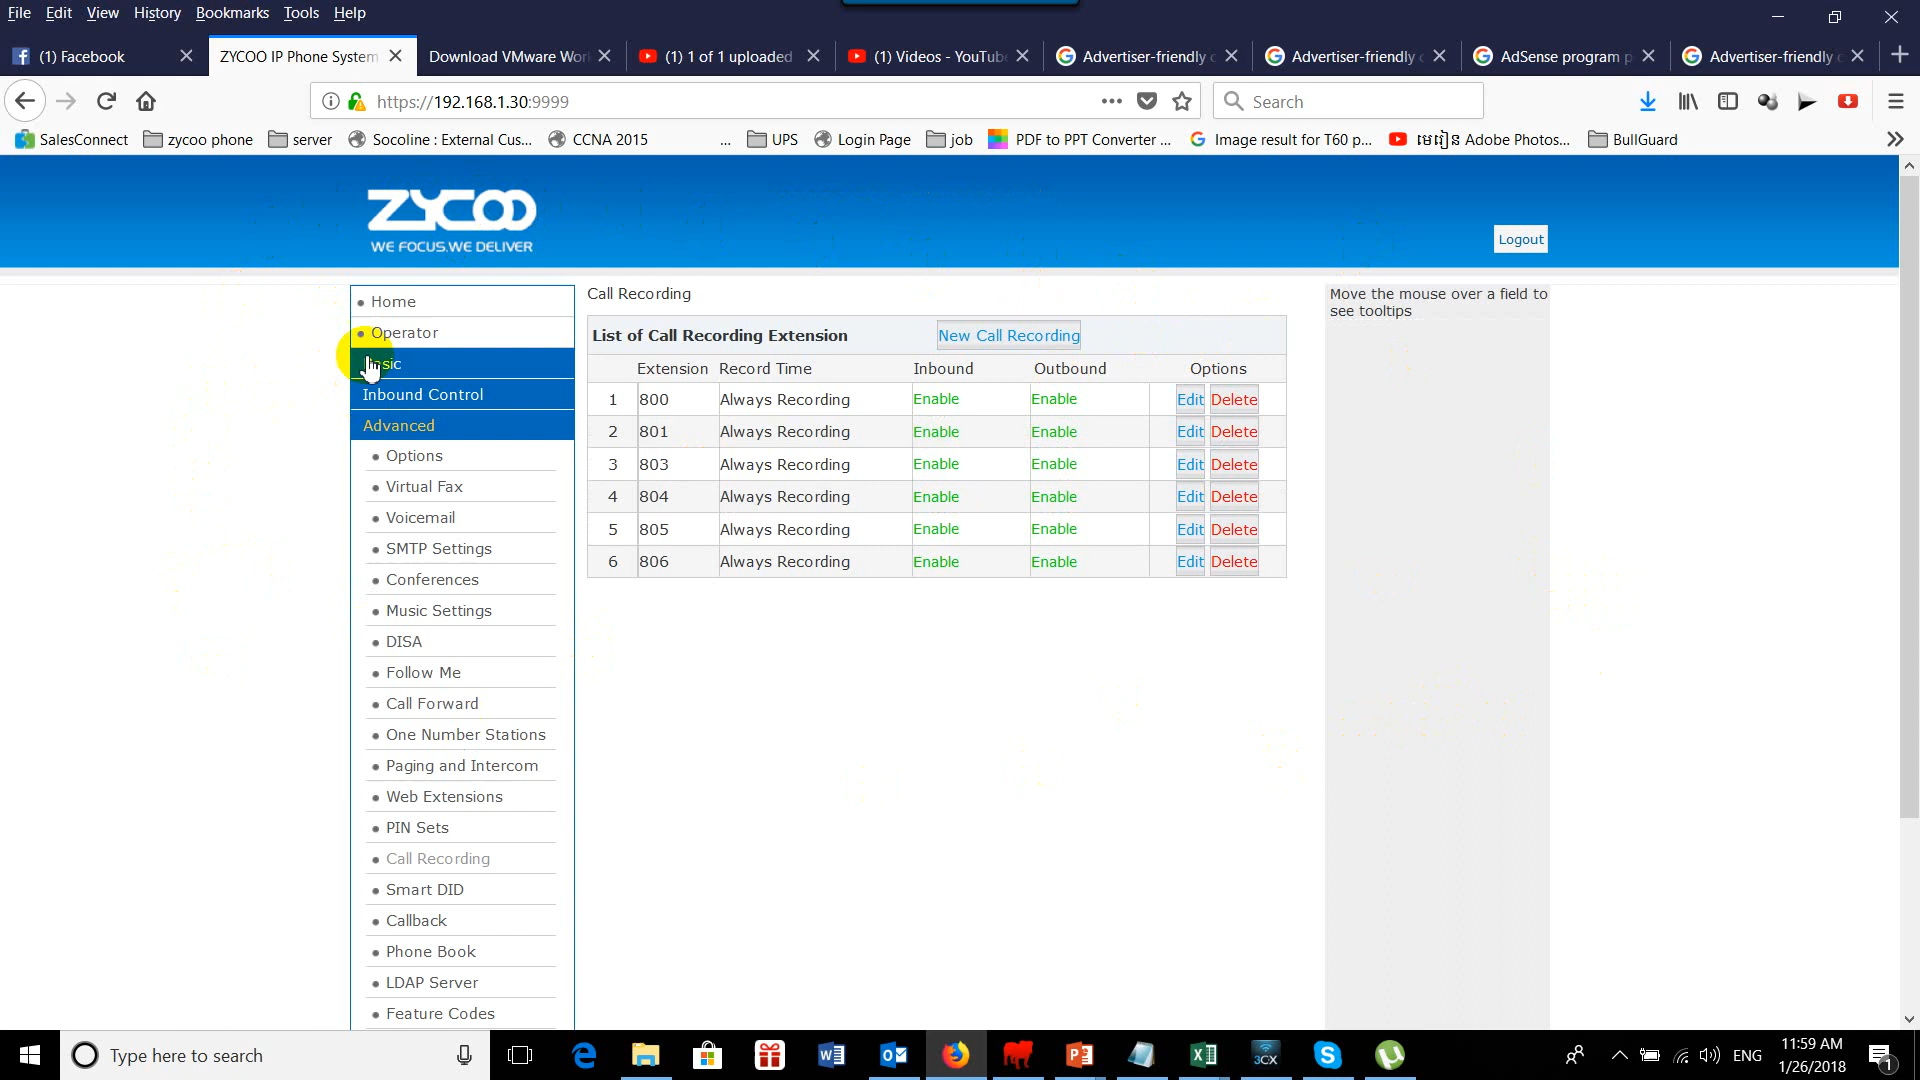 File Edit View History Bookmarks Tools Help
(1) Facebook ZYCOO IP Phone System Download VMware Wor (1) 1 of 1 uploaded (1) Videos - YouTube Advertiser-friendly c Advertiser-friendly c AdSense program p Advertiser-friendly
https://192.168.1.30:9999 Search
SalesConnect zycoo phone server Socoline : External Cus... CCNA 2015 ... UPS Login Page job PDF to PPT Converter ... Image result for T60 p... Adobe Photos... BullGuard
ZYCOO
WE FOCUS.WE DELIVER
Logout
Home
Operator
Inbound Control
Advanced
Options
Virtual Fax
Voicemail
SMTP Settings
Conferences
Music Settings
DISA
Follow Me
Call Forward
One Number Stations
Paging and Intercom
Web Extensions
PIN Sets
Call Recording
Smart DID
Callback
Phone Book
LDAP Server
Feature Codes
Call Recording
List of Call Recording Extension New Call Recording
Extension Record Time Inbound Outbound Options
1 800 Always Recording Enable Enable Edit Delete
2 801 Always Recording Enable Enable Edit Delete
3 803 Always Recording Enable Enable Edit Delete
4 804 Always Recording Enable Enable Edit Delete
5 805 Always Recording Enable Enable Edit Delete
6 806 Always Recording Enable Enable Edit Delete
Move the mouse over a field to
see tooltips
Type here to search
3CX
ENG
11:59 AM
1/26/2018
1